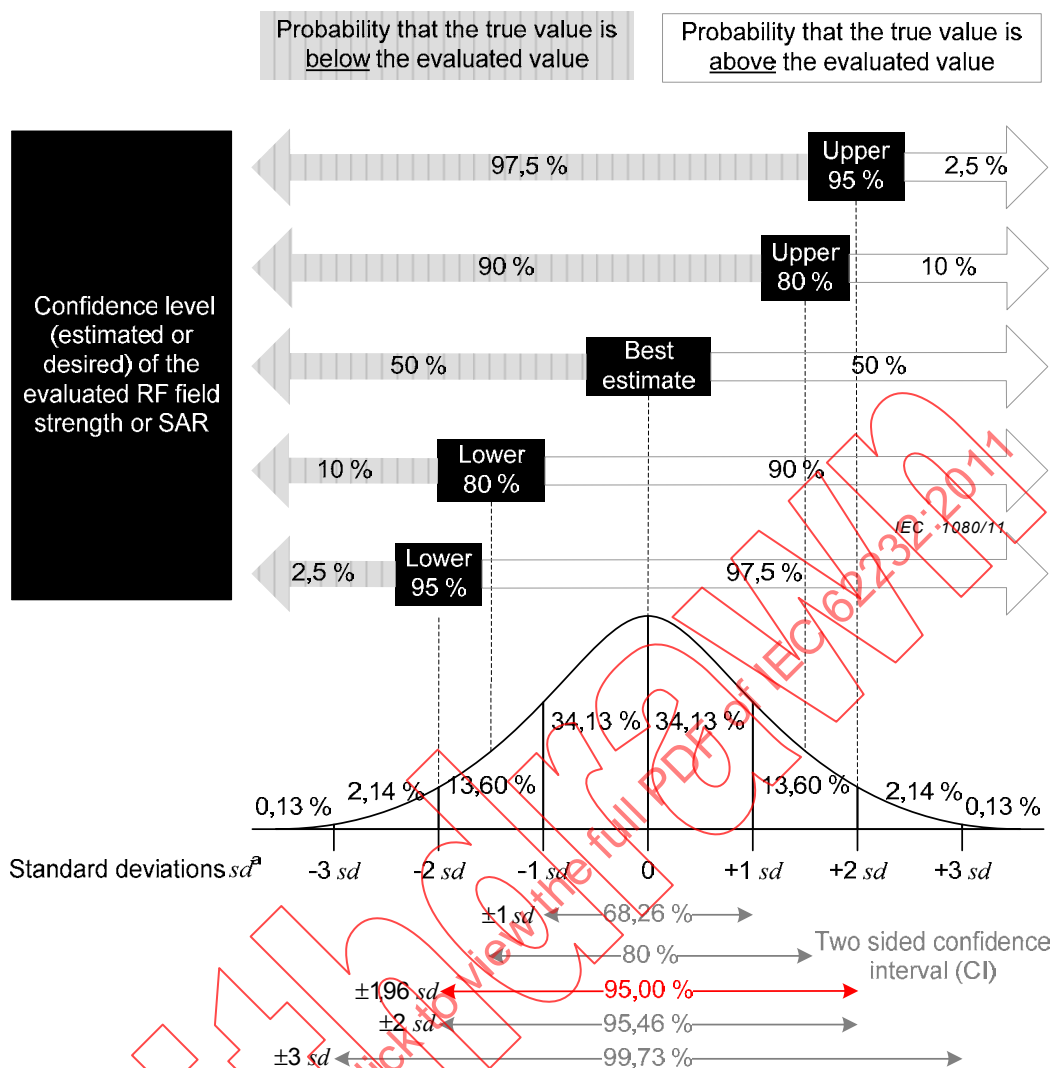 Probability that the true value is
below the evaluated value
Probability that the true value is
above the evaluated value
Confidence level
(estimated or
desired) of the
evaluated RF field
strength or SAR
97,5 %
Upper
95 %
2,5 %
90 %
Upper
80 %
10 %
50 %
Best
estimate
50 %
10 %
Lower
80 %
90 %
IEC 1080/11
2,5 %
Lower
95 %
97,5 %
0,13 %
2,14 %
13,60 %
34,13 %
34,13 %
13,60 %
2,14 %
0,13 %
Standard deviations sdᵃ
-3 sd
-2 sd
-1 sd
0
+1 sd
+2 sd
+3 sd
±1 sd
68,26 %
80 %
Two sided confidence
interval (CI)
±1,96 sd
95,00 %
±2 sd
95,46 %
±3 sd
99,73 %
click to view the full PDF of IEC 62232:2011